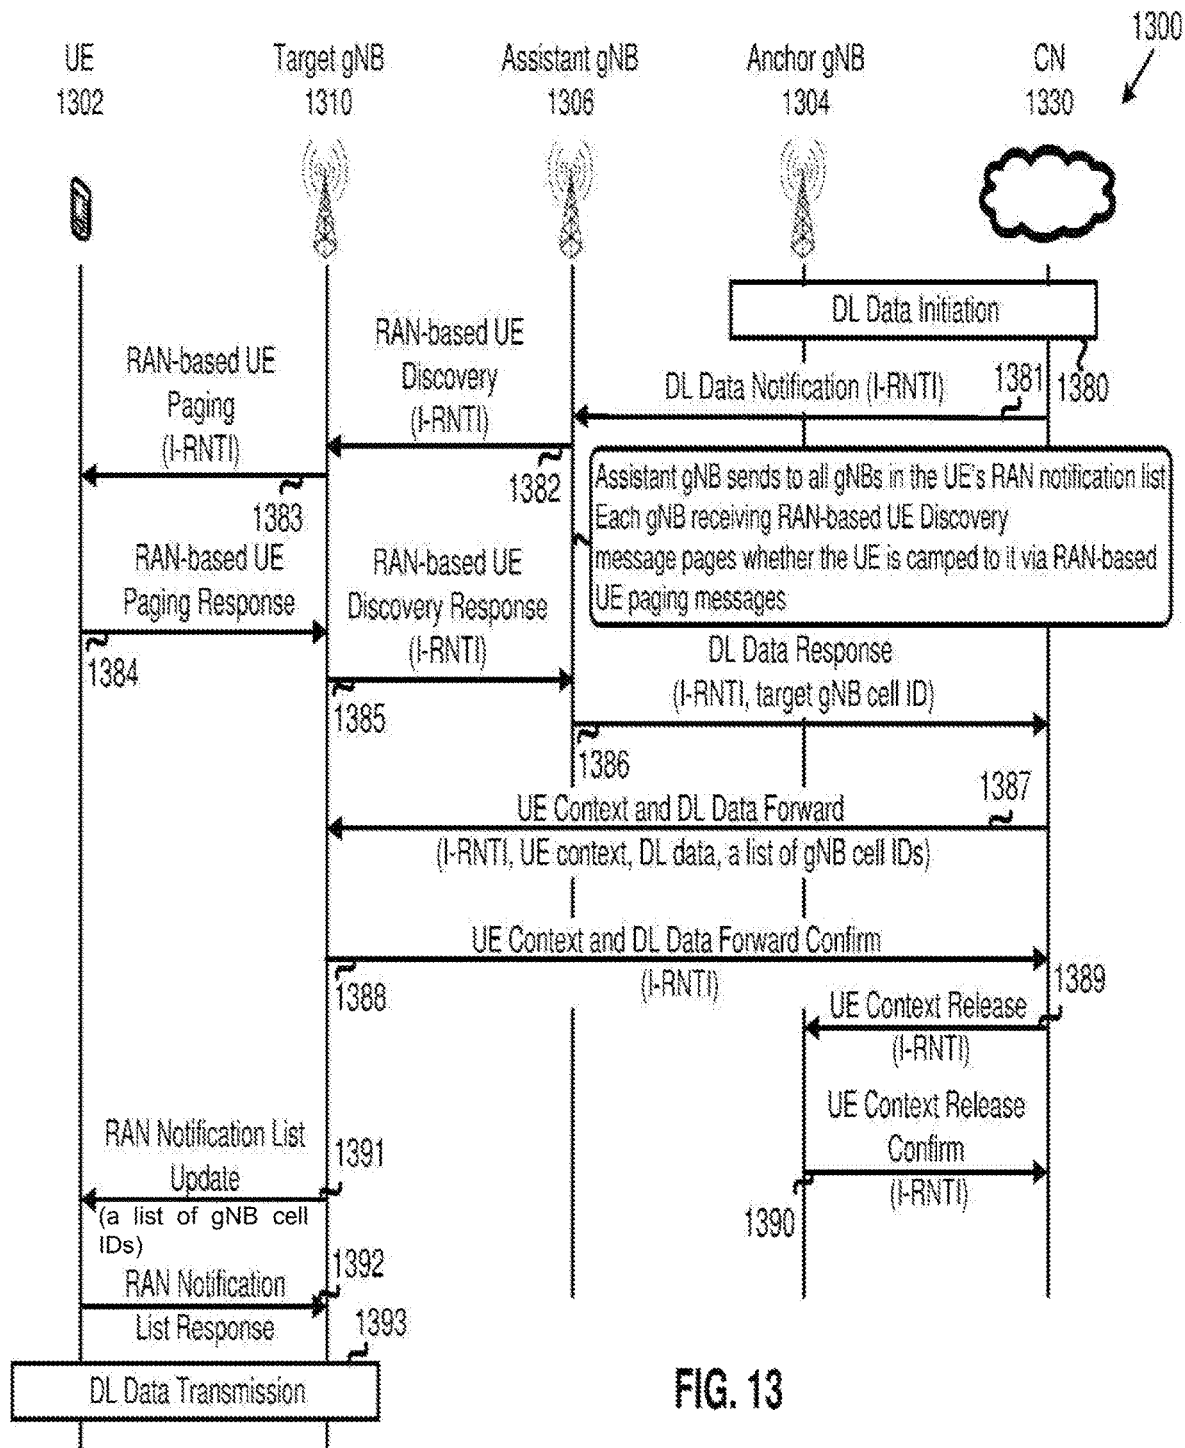 1300
UE
1302
Target gNB
1310
Assistant gNB
1306
Anchor gNB
1304
CN
1330
DL Data Initiation
1380
DL Data Notification (I-RNTI)
1381
RAN-based UE
Discovery
(I-RNTI)
1382
RAN-based UE
Paging
(I-RNTI)
1383
Assistant gNB sends to all gNBs in the UE's RAN notification list
Each gNB receiving RAN-based UE Discovery
message pages whether the UE is camped to it via RAN-based
UE paging messages
RAN-based UE
Paging Response
1384
RAN-based UE
Discovery Response
(I-RNTI)
1385
DL Data Response
(I-RNTI, target gNB cell ID)
1386
1387
UE Context and DL Data Forward
(I-RNTI, UE context, DL data, a list of gNB cell IDs)
UE Context and DL Data Forward Confirm
(I-RNTI)
1388
1389
UE Context Release
(I-RNTI)
UE Context Release
Confirm
(I-RNTI)
1390
RAN Notification List
Update
1391
(a list of gNB cell
IDs)
1392
RAN Notification
List Response
1393
DL Data Transmission
FIG. 13